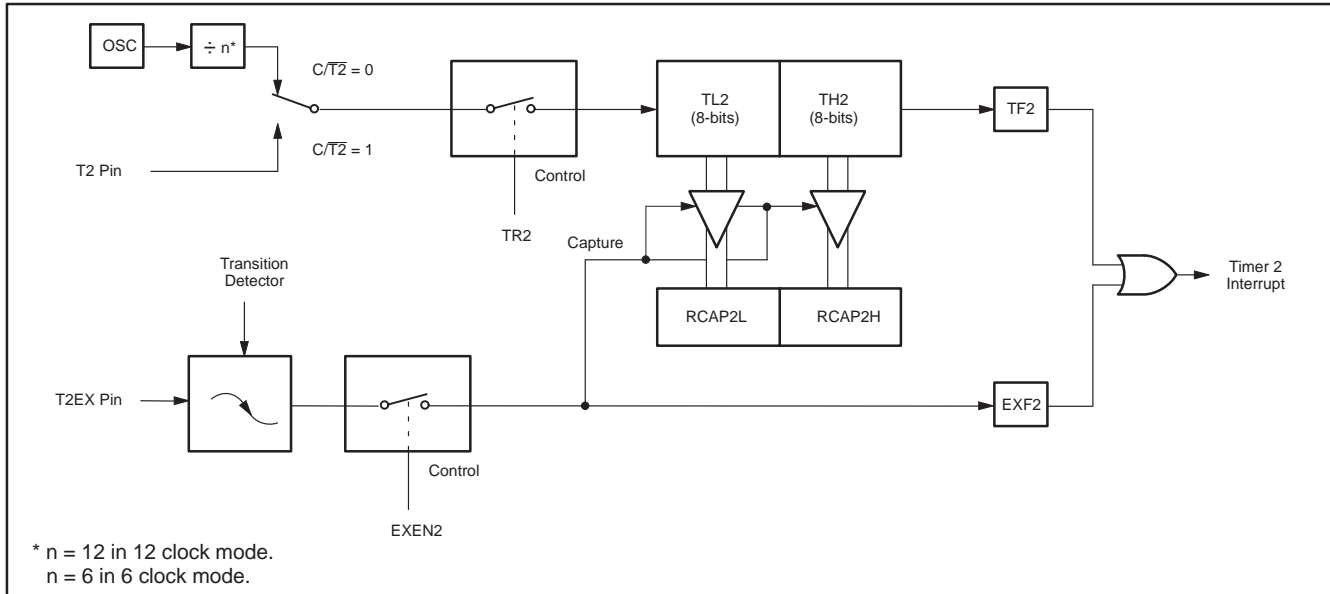 OSC
÷ n*
C/T2̅ = 0
TL2
(8-bits)
TH2
(8-bits)
TF2
C/T2̅ = 1
T2 Pin
Control
TR2
Capture
Transition
Detector
Timer 2
Interrupt
RCAP2L
RCAP2H
T2EX Pin
EXF2
Control
EXEN2
* n = 12 in 12 clock mode.
n = 6 in 6 clock mode.